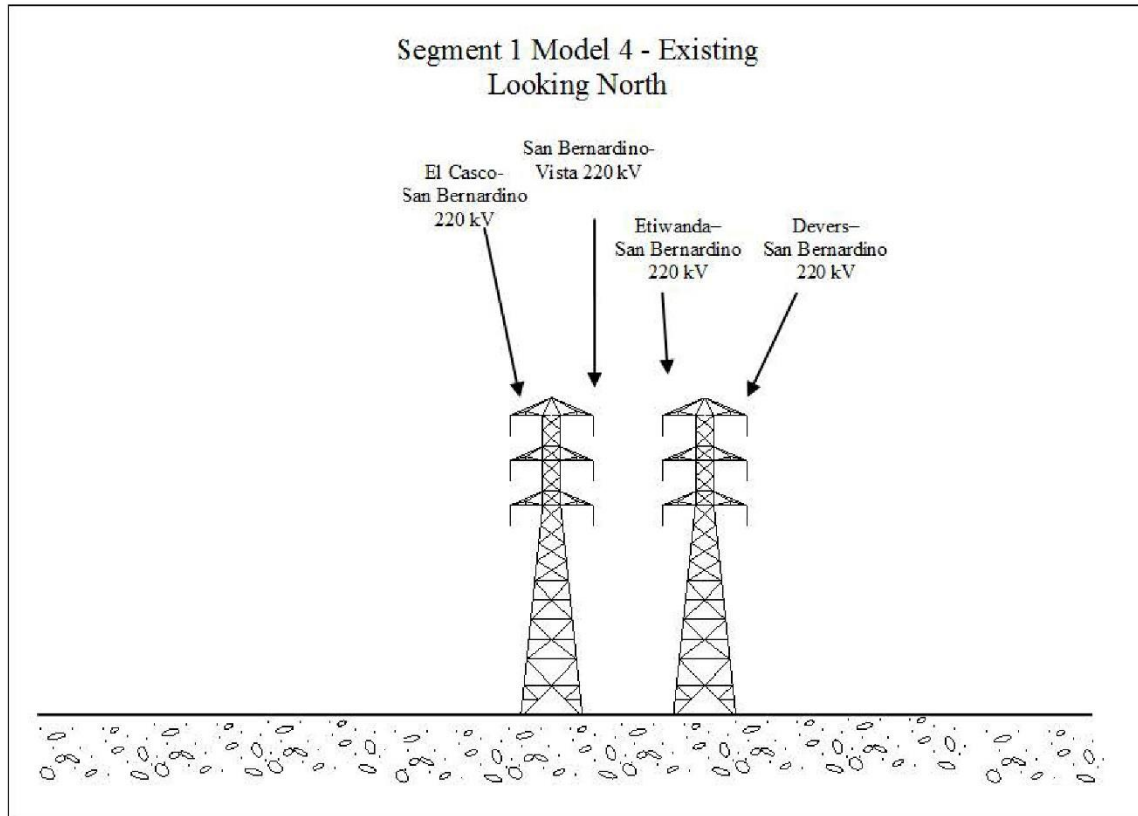 Segment 1 Model 4 - Existing
Looking North
El Casco-
San Bernardino
220 kV
San Bernardino-
Vista 220 kV
Etiwanda–
San Bernardino
220 kV
Devers–
San Bernardino
220 kV